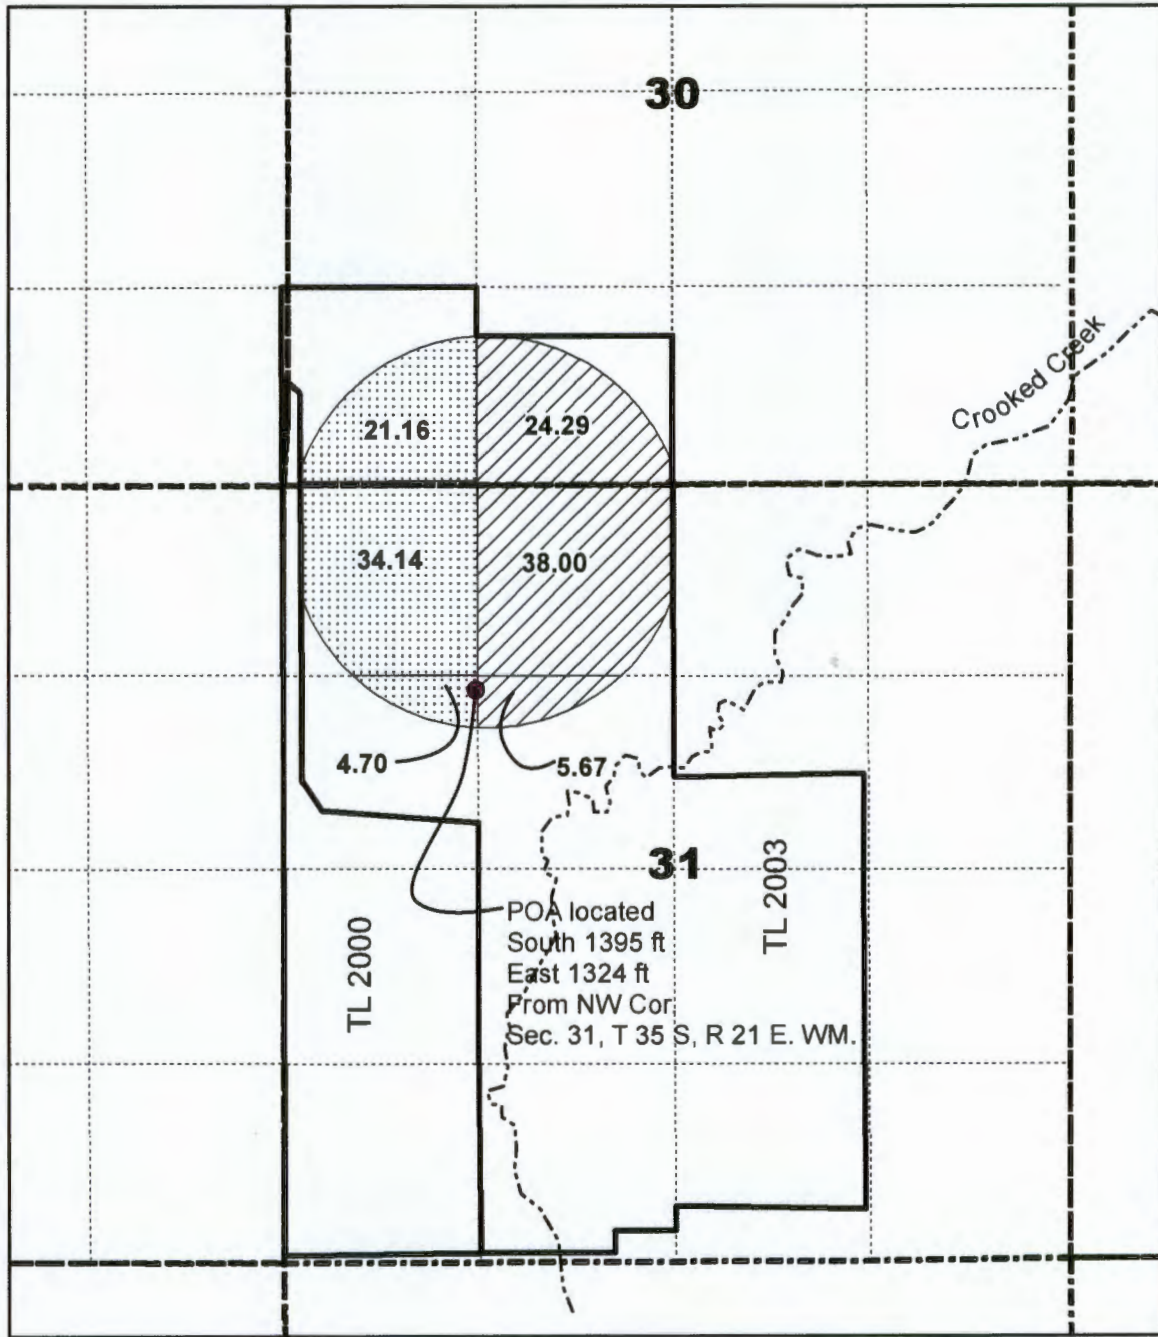 30
Crooked Creek
21.16
24.29
34.14
38.00
4.70
5.67
31
TL 2003
TL 2000
POA located
South 1395 ft
East 1324 ft
From NW Cor
Sec. 31, T 35 S, R 21 E. WM.